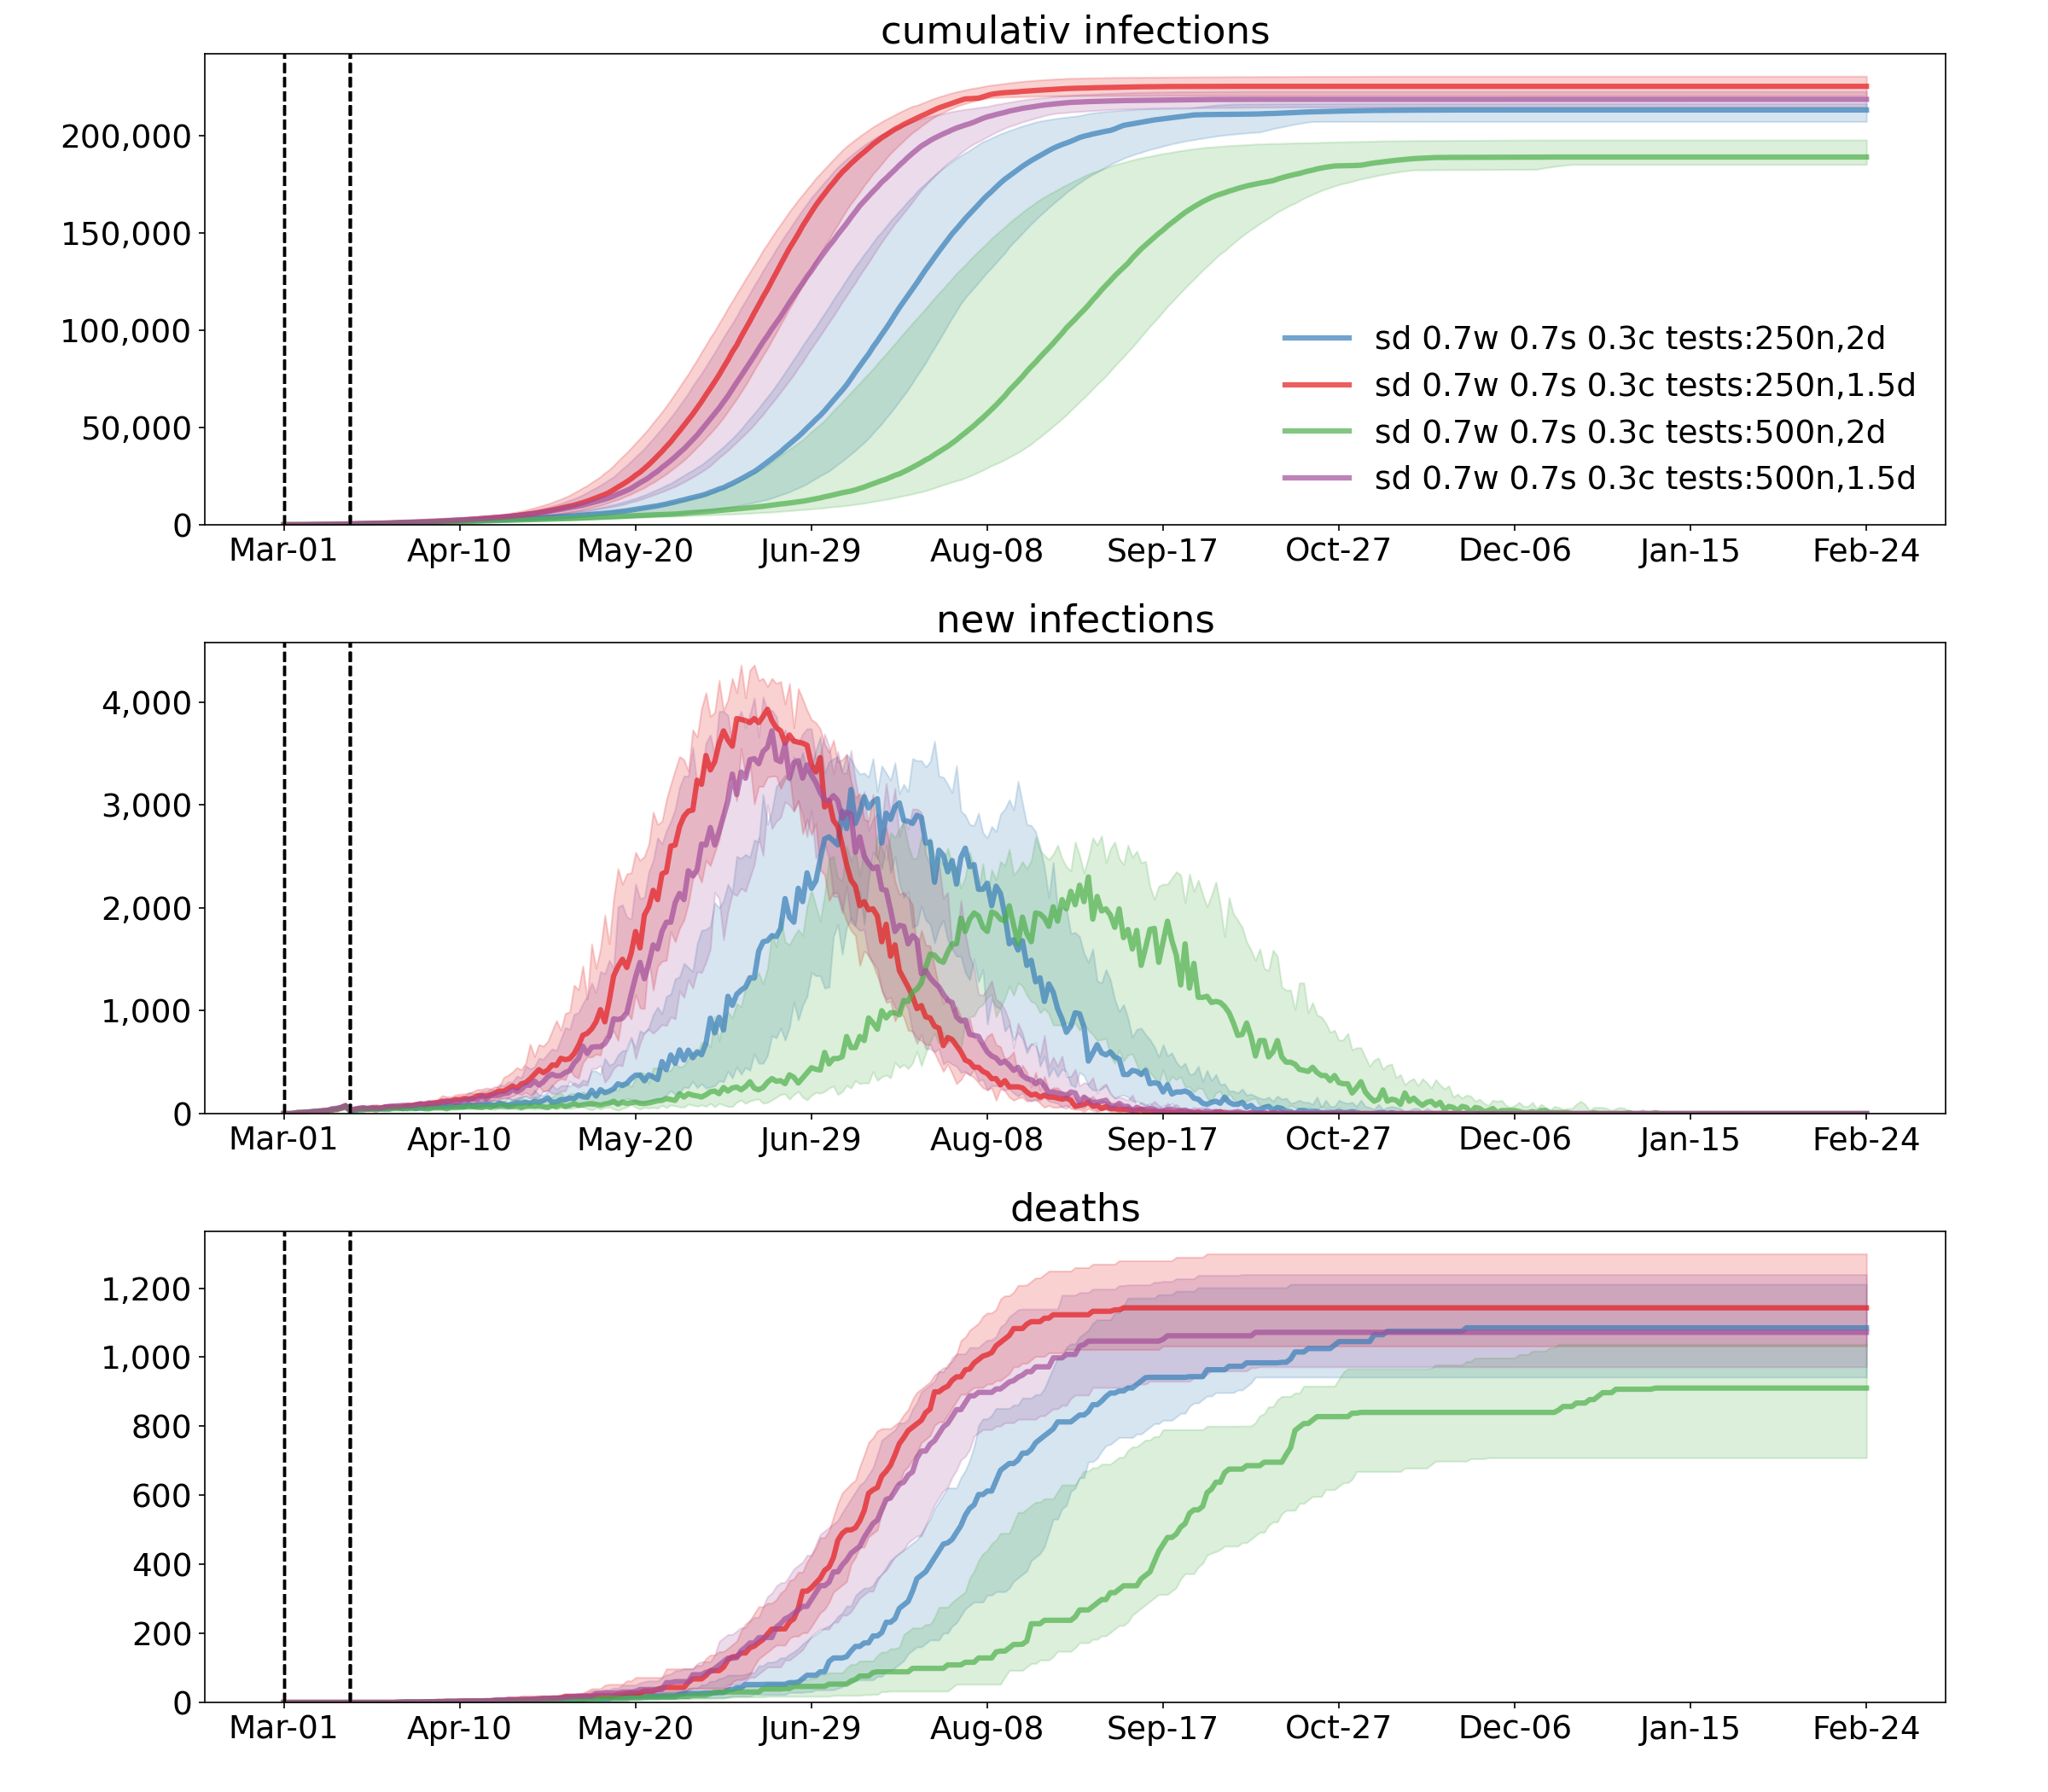 cumulativ infections
200,000
150,000
100,000
50,000
0
sd 0.7w 0.7s 0.3c tests:250n,2d
sd 0.7w 0.7s 0.3c tests:250n,1.5d
sd 0.7w 0.7s 0.3c tests:500n,2d
sd 0.7w 0.7s 0.3c tests:500n,1.5d
Mar-01 Apr-10 May-20 Jun-29 Aug-08 Sep-17 Oct-27 Dec-06 Jan-15 Feb-24
new infections
4,000
3,000
2,000
1,000
0
Mar-01 Apr-10 May-20 Jun-29 Aug-08 Sep-17 Oct-27 Dec-06 Jan-15 Feb-24
deaths
1,200
1,000
800
600
400
200
0
Mar-01 Apr-10 May-20 Jun-29 Aug-08 Sep-17 Oct-27 Dec-06 Jan-15 Feb-24